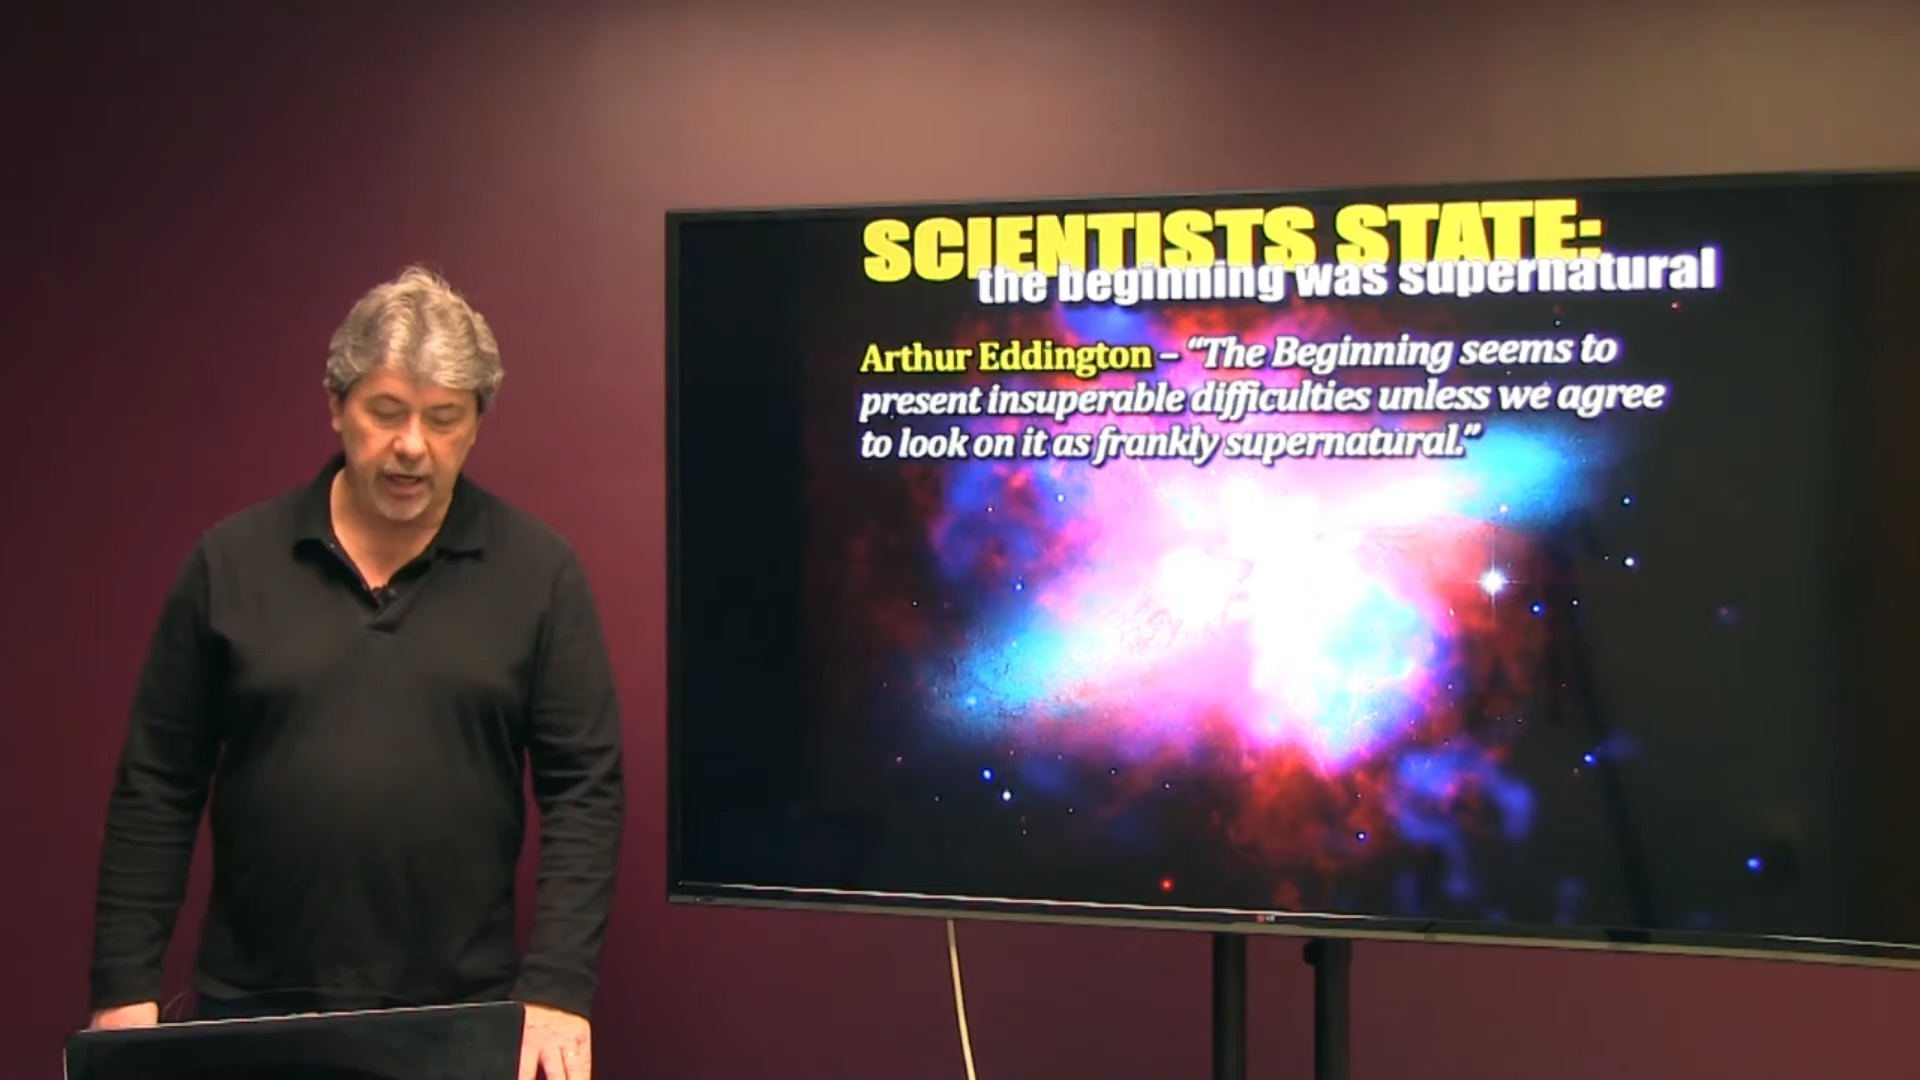 SCIENTISTS STATE:
the beginning was supernatural
Arthur Eddington – “The Beginning seems to
present insuperable difficulties unless we agree
to look on it as frankly supernatural.”
LG